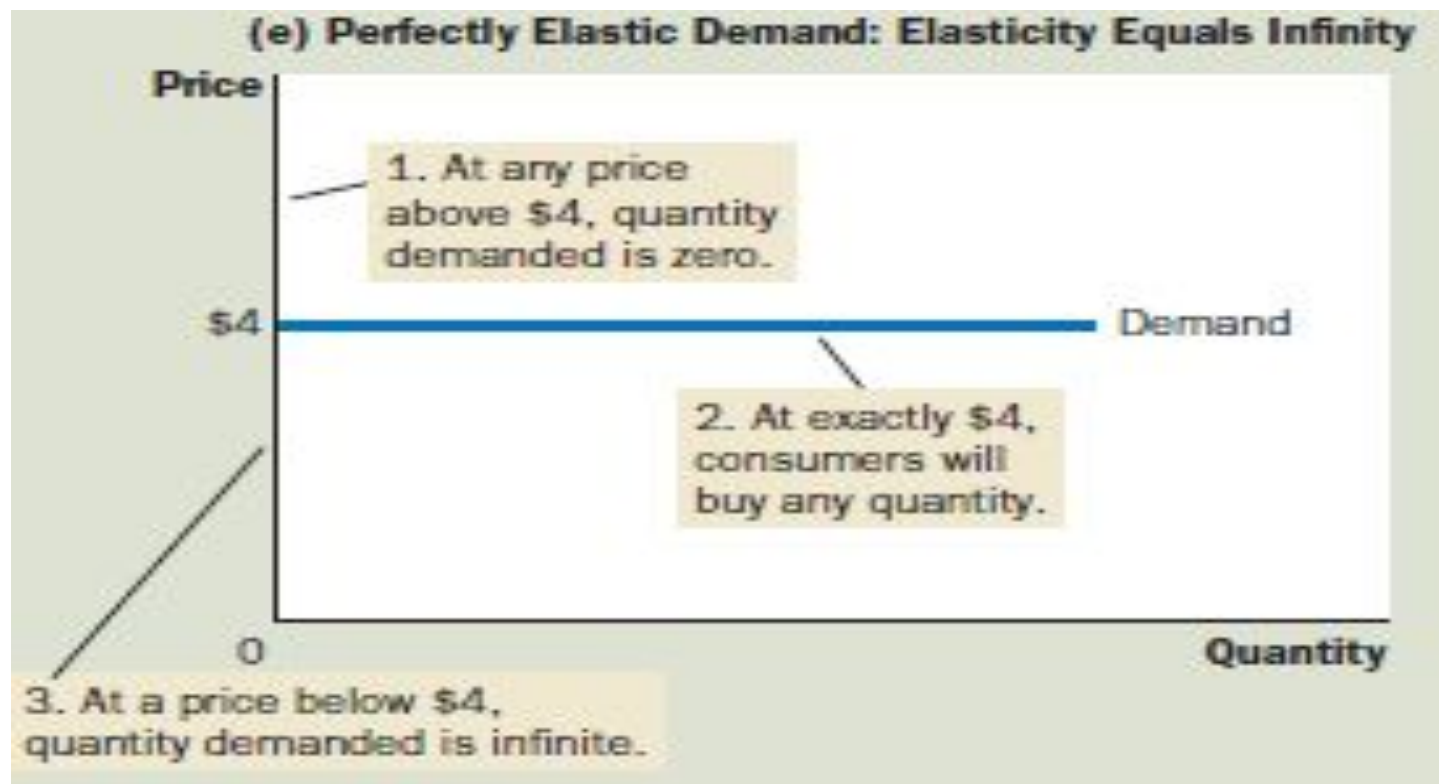 (e) Perfectly Elastic Demand: Elasticity Equals Infinity
Price
1. At any price
above $4, quantity
demanded is zero.
$4
Demand
2. At exactly $4,
consumers will
buy any quantity.
0
Quantity
3. At a price below $4,
quantity demanded is infinite.